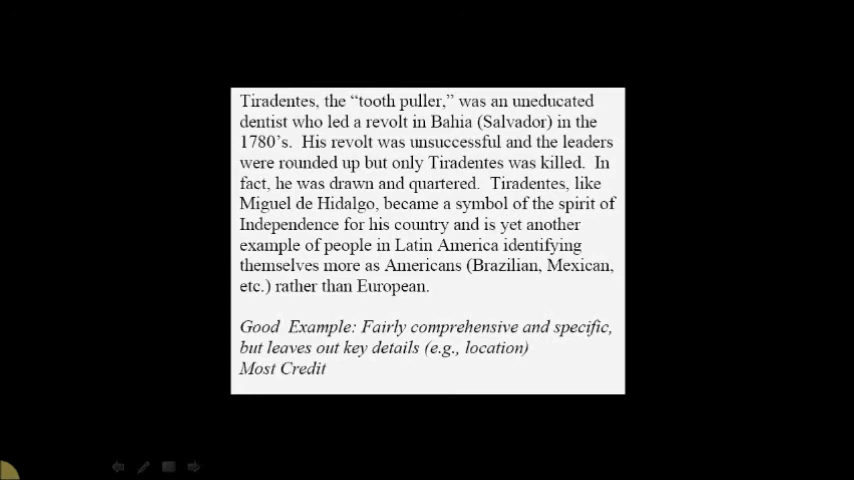 Tiradentes, the “tooth puller,” was an uneducated
dentist who led a revolt in Bahia (Salvador) in the
1780’s.  His revolt was unsuccessful and the leaders
were rounded up but only Tiradentes was killed.  In
fact, he was drawn and quartered.  Tiradentes, like
Miguel de Hidalgo, became a symbol of the spirit of
Independence for his country and is yet another
example of people in Latin America identifying
themselves more as Americans (Brazilian, Mexican,
etc.) rather than European.
Good  Example: Fairly comprehensive and specific,
but leaves out key details (e.g., location)
Most Credit